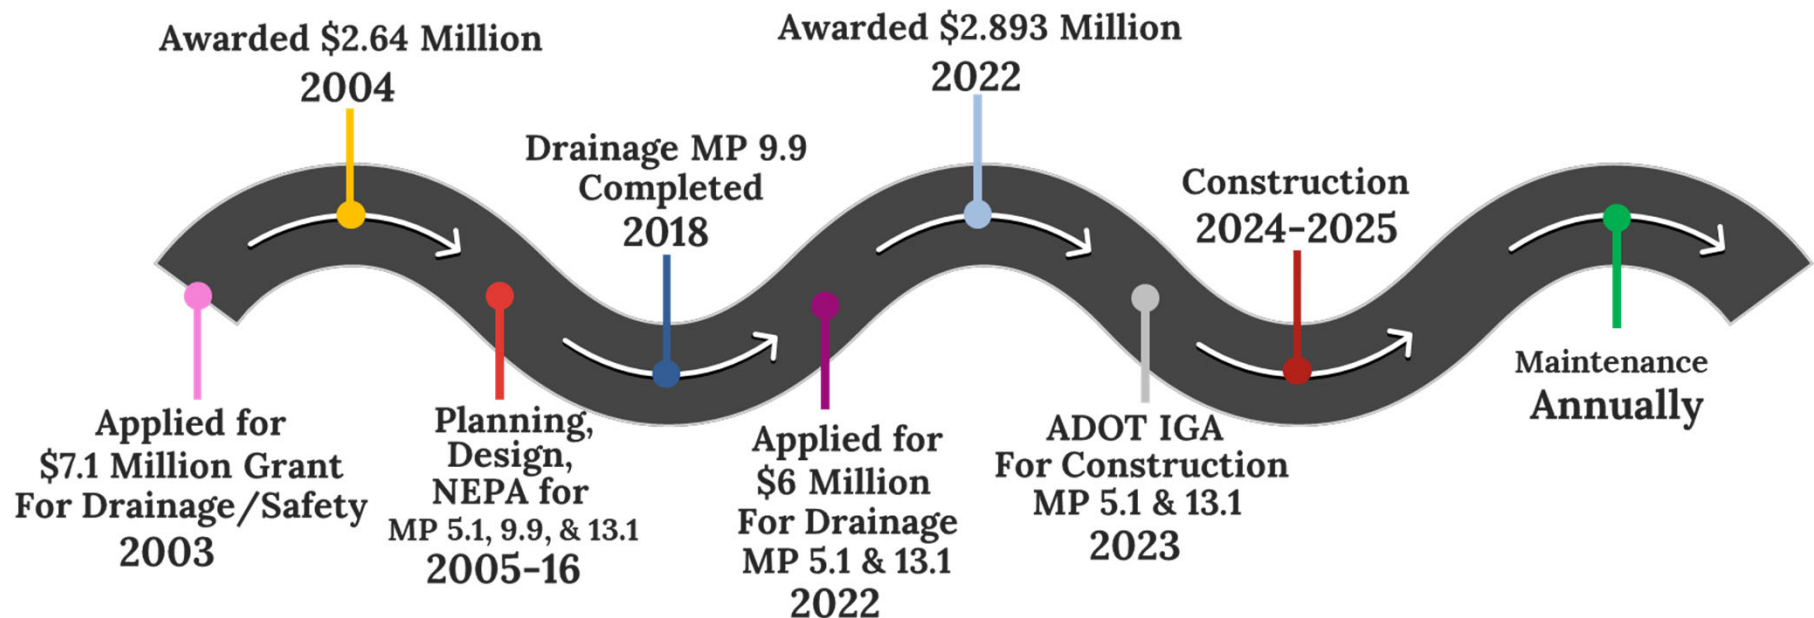 Awarded $2.64 Million
2004
Awarded $2.893 Million
2022
Drainage MP 9.9
Completed
2018
Construction
2024-2025
Applied for
$7.1 Million Grant
For Drainage/Safety
2003
Planning,
Design,
NEPA for
MP 5.1, 9.9, & 13.1
2005-16
Applied for
$6 Million
For Drainage
MP 5.1 & 13.1
2022
ADOT IGA
For Construction
MP 5.1 & 13.1
2023
Maintenance
Annually